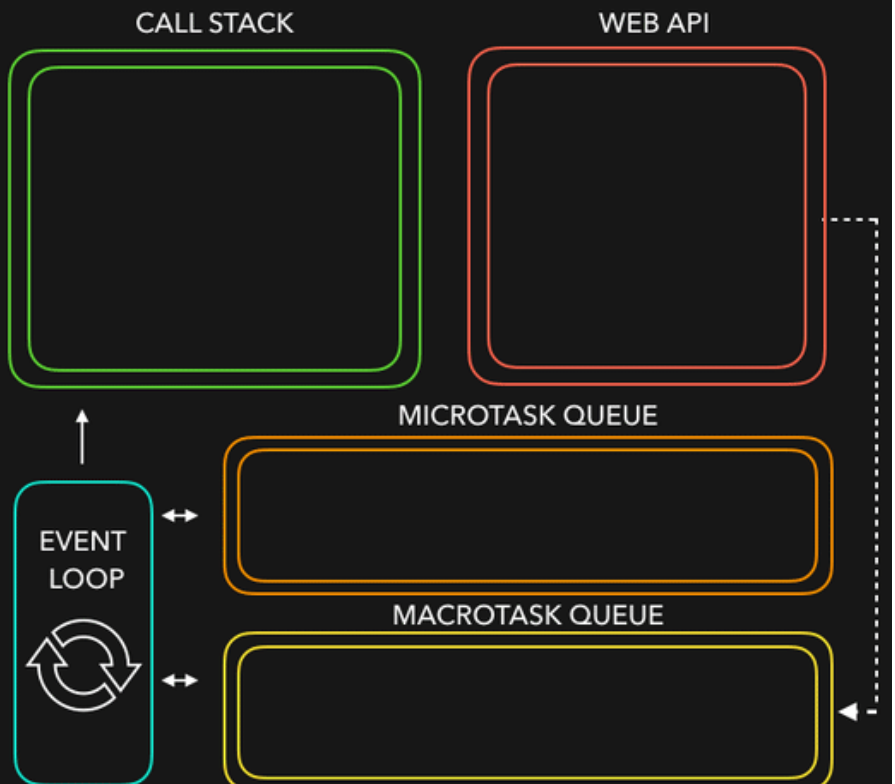 CALL STACK
WEB API
MICROTASK QUEUE
EVENT
LOOP
MACROTASK QUEUE